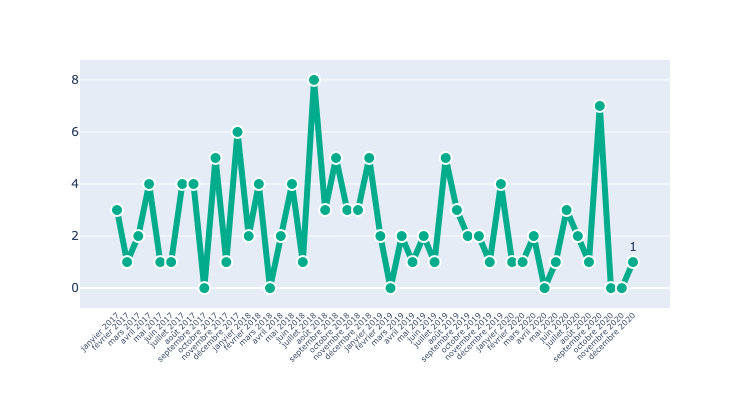 8
6
4
2
0
1
janvier 2017
février 2017
mars 2017
avril 2017
mai 2017
juin 2017
juillet 2017
août 2017
septembre 2017
octobre 2017
novembre 2017
décembre 2017
janvier 2018
février 2018
mars 2018
avril 2018
mai 2018
juin 2018
juillet 2018
août 2018
septembre 2018
octobre 2018
novembre 2018
décembre 2018
janvier 2019
février 2019
mars 2019
avril 2019
mai 2019
juin 2019
juillet 2019
août 2019
septembre 2019
octobre 2019
novembre 2019
décembre 2019
janvier 2020
février 2020
mars 2020
avril 2020
mai 2020
juin 2020
juillet 2020
août 2020
septembre 2020
octobre 2020
novembre 2020
décembre 2020